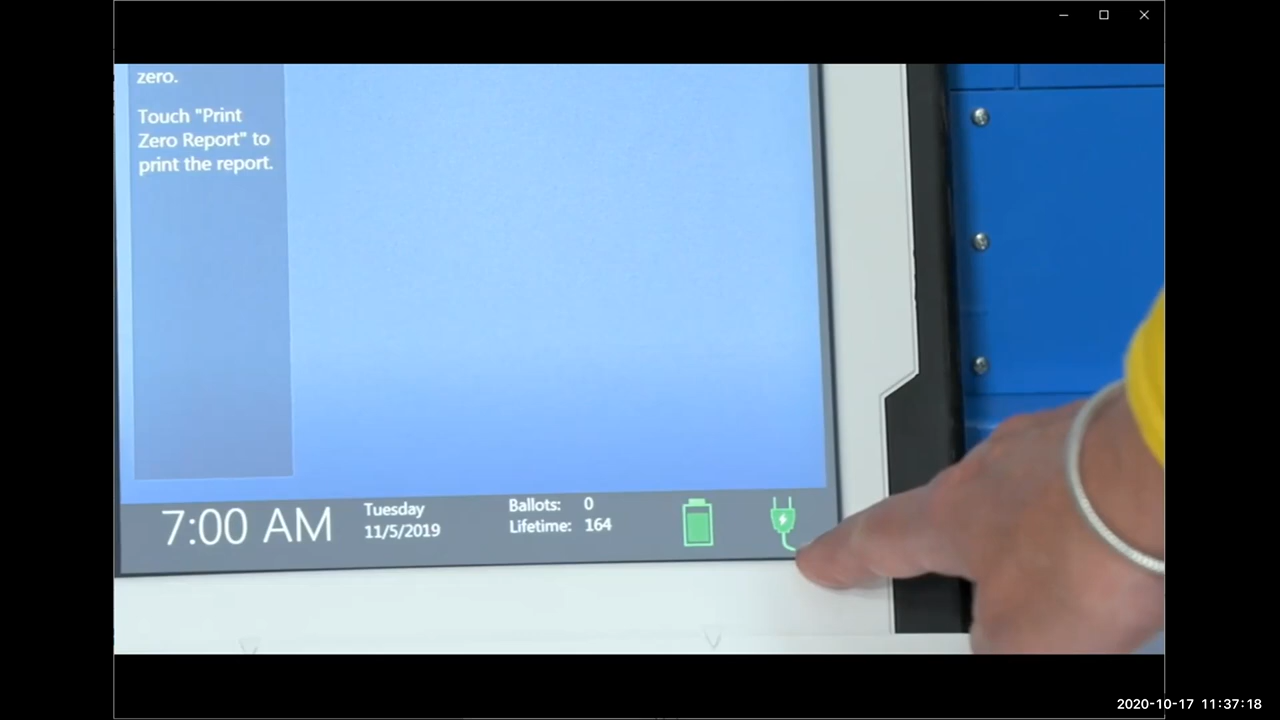 zero.
Touch "Print
Zero Report" to
print the report.
7:00 AM
Tuesday
11/5/2019
Ballots: 0
Lifetime: 164
2020-10-17 11:37:18